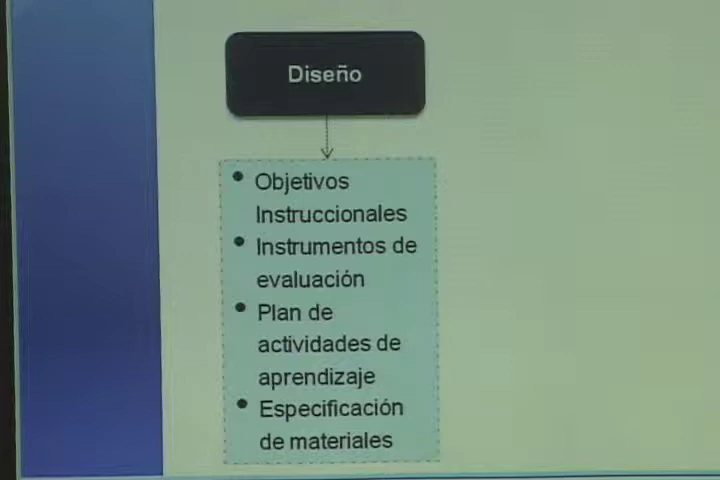 Diseño
• Objetivos
Instruccionales
• Instrumentos de
evaluación
• Plan de
actividades de
aprendizaje
• Especificación
de materiales